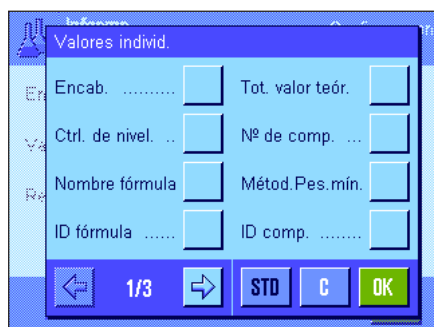 Informe
Valores individ.
Encab. ..........
Tot. valor teór.
Ctrl. de nivel. ..
Nº de comp. ...
Nombre fórmula
Métod.Pes.mín.
ID fórmula ......
ID comp. ........
1/3
STD
C
OK